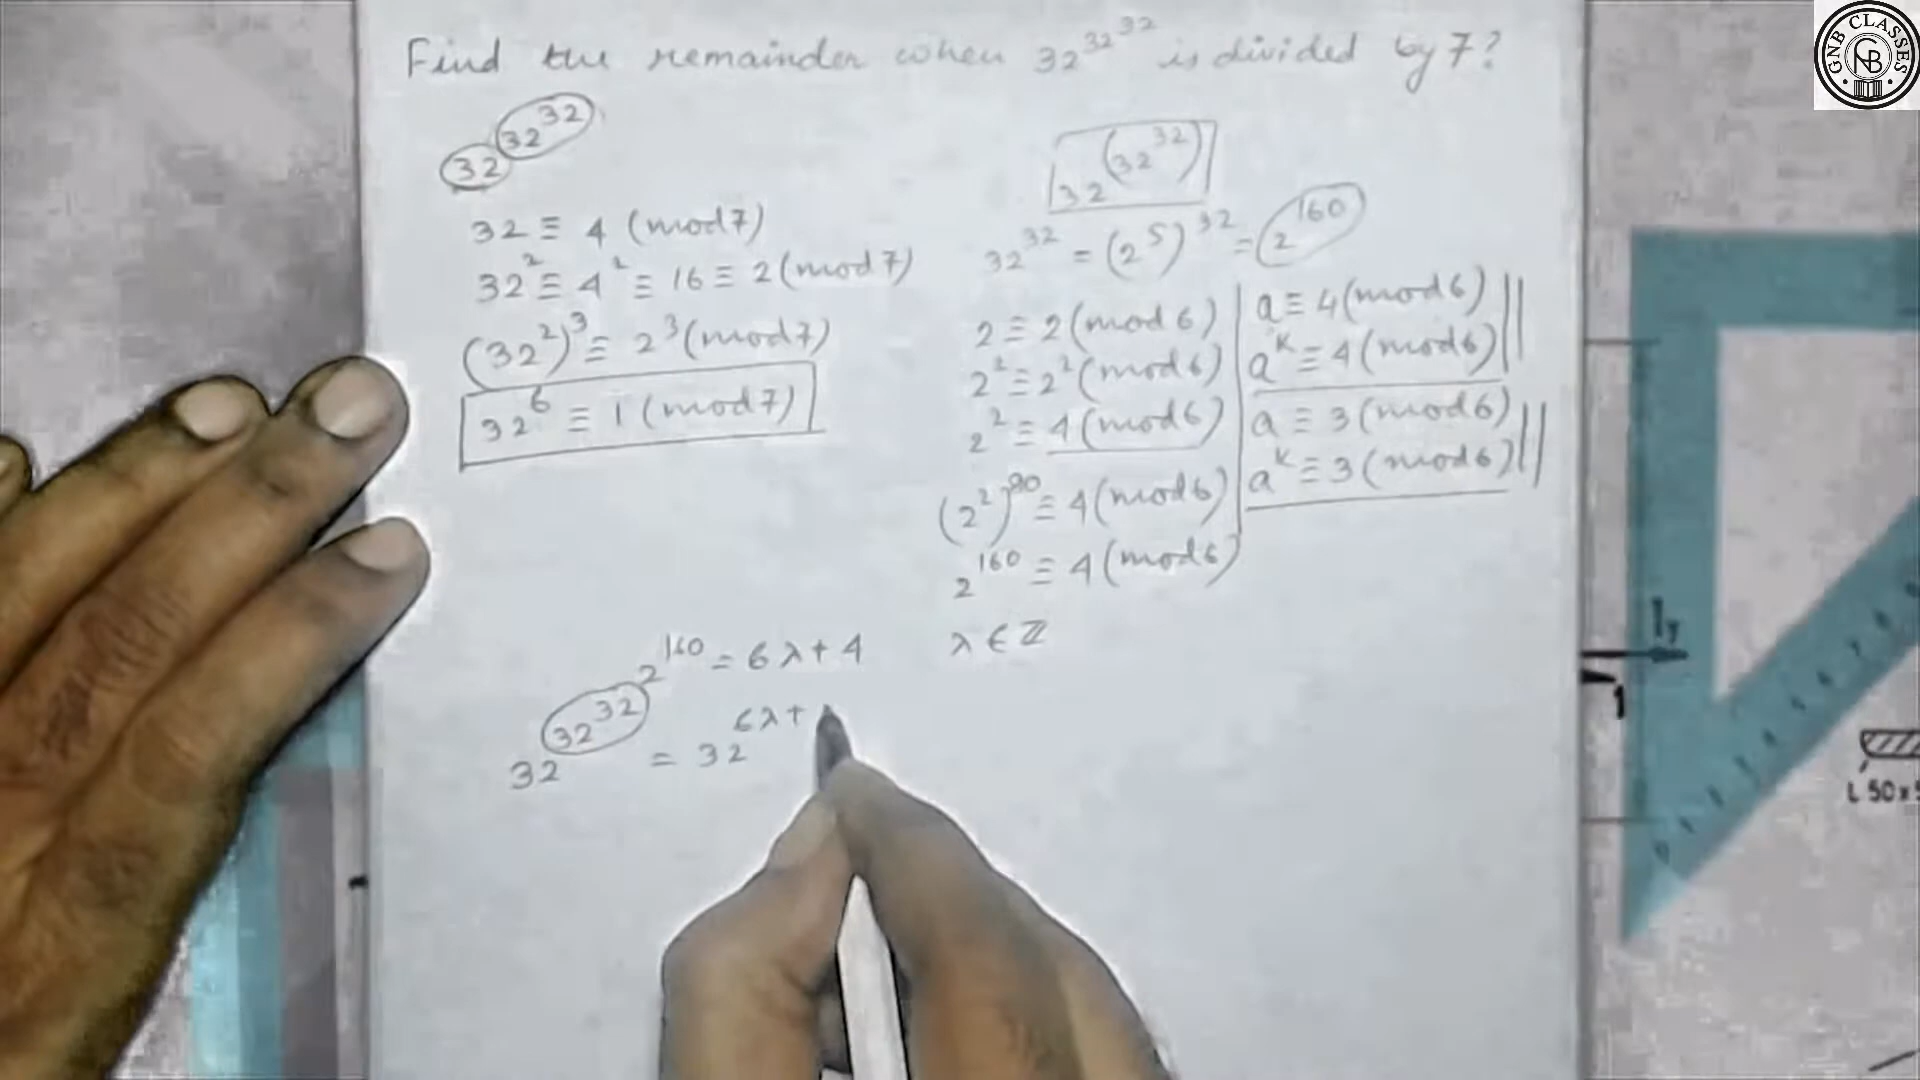 Find the remainder when 32^32^32 is divided by 7?
32^32^32
32 ≡ 4 (mod 7)
32^2 ≡ 4^2 ≡ 16 ≡ 2 (mod 7)
(32^2)^3 ≡ 2^3 (mod 7)
32^6 ≡ 1 (mod 7)
32^(32^32)
32^32 = (2^5)^32 = 2^160
2 ≡ 2 (mod 6)
2^2 ≡ 2^2 (mod 6)
2^2 ≡ 4 (mod 6)
(2^2)^80 ≡ 4 (mod 6)
2^160 ≡ 4 (mod 6)
a ≡ 4 (mod 6)
a^k ≡ 4 (mod 6)
a ≡ 3 (mod 6)
a^k ≡ 3 (mod 6)
2^160 = 6λ + 4 λ ∈ ℤ
32^32^32 = 32^6λ+
GNB CLASSES
GNB
L 50x5